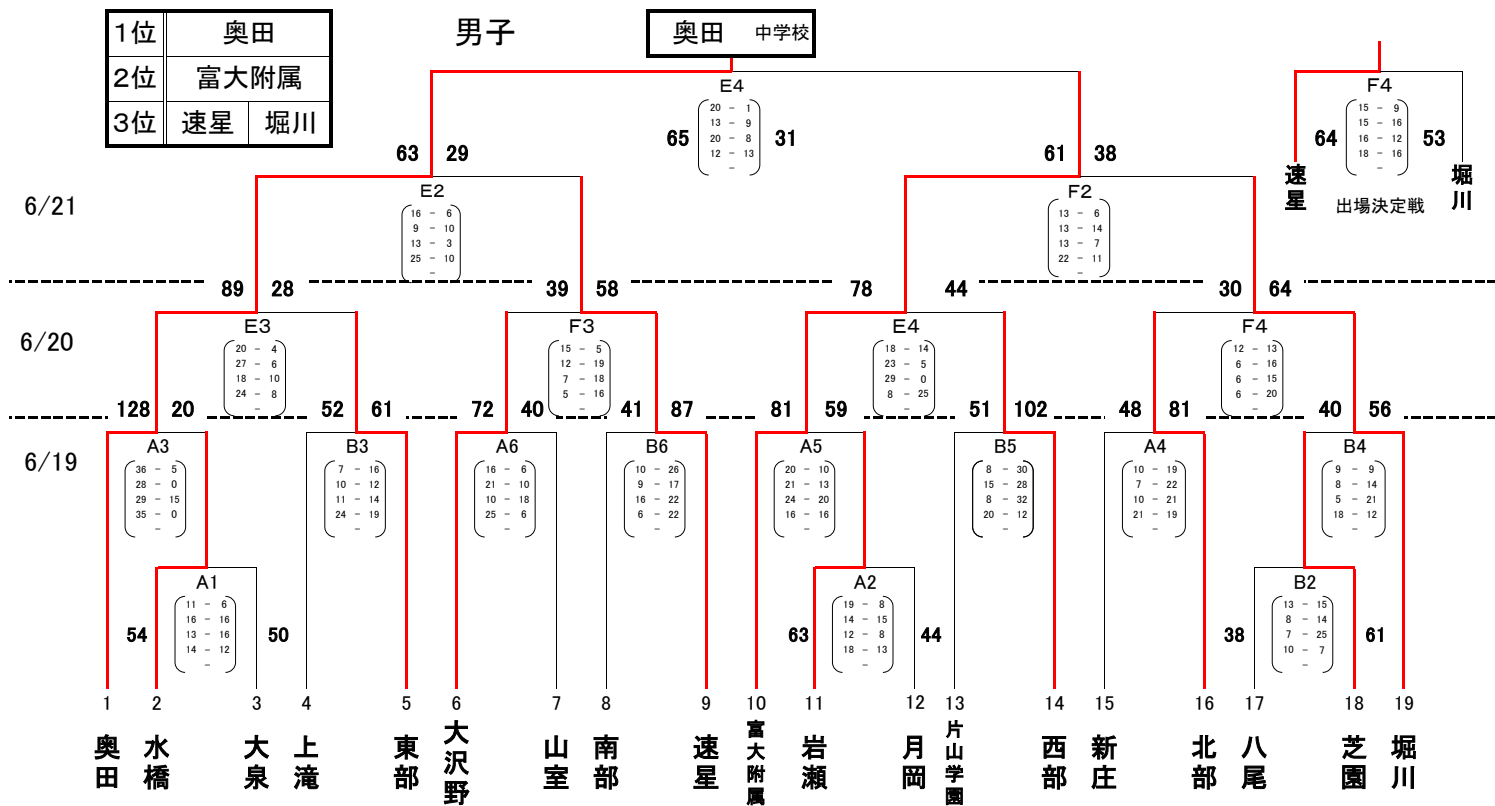 1位 奥田
2位 富大附属
3位 速星 堀川
男子
奥田 中学校
E4
65 31
20 - 1
13 - 9
20 - 8
12 - 13
-
F4
64 53
15 - 9
15 - 16
16 - 12
18 - 16
-
速星 堀川
出場決定戦
6/21
63 29
E2
16 - 6
9 - 10
13 - 3
25 - 10
-
61 38
F2
13 - 6
13 - 14
13 - 7
22 - 11
-
6/20
89 28
E3
20 - 4
27 - 6
18 - 10
24 - 8
-
39 58
F3
15 - 5
12 - 19
7 - 18
5 - 16
-
78 44
E4
18 - 14
23 - 5
29 - 0
8 - 25
-
30 64
F4
12 - 13
6 - 16
6 - 15
6 - 20
-
6/19
128 20
A3
36 - 5
28 - 0
29 - 15
35 - 0
-
52 61
B3
7 - 16
10 - 12
11 - 14
24 - 19
-
72 40
A6
16 - 6
21 - 10
10 - 18
25 - 6
-
41 87
B6
10 - 26
9 - 17
16 - 22
6 - 22
-
81 59
A5
20 - 10
21 - 13
24 - 20
16 - 16
-
51 102
B5
8 - 30
15 - 28
8 - 32
20 - 12
-
48 81
A4
10 - 19
7 - 22
10 - 21
21 - 19
-
40 56
B4
9 - 9
8 - 14
5 - 21
18 - 12
-
A1
54 50
11 - 6
16 - 16
13 - 16
14 - 12
-
A2
63 44
19 - 8
14 - 15
12 - 8
18 - 13
-
B2
38 61
13 - 15
8 - 14
7 - 25
10 - 7
-
1 奥田
2 水橋
3 大泉
4 上滝
5 東部
6 大沢野
7 山室
8 南部
9 速星
10 富大附属
11 岩瀬
12 月岡
13 片山学園
14 西部
15 新庄
16 北部
17 八尾
18 芝園
19 堀川